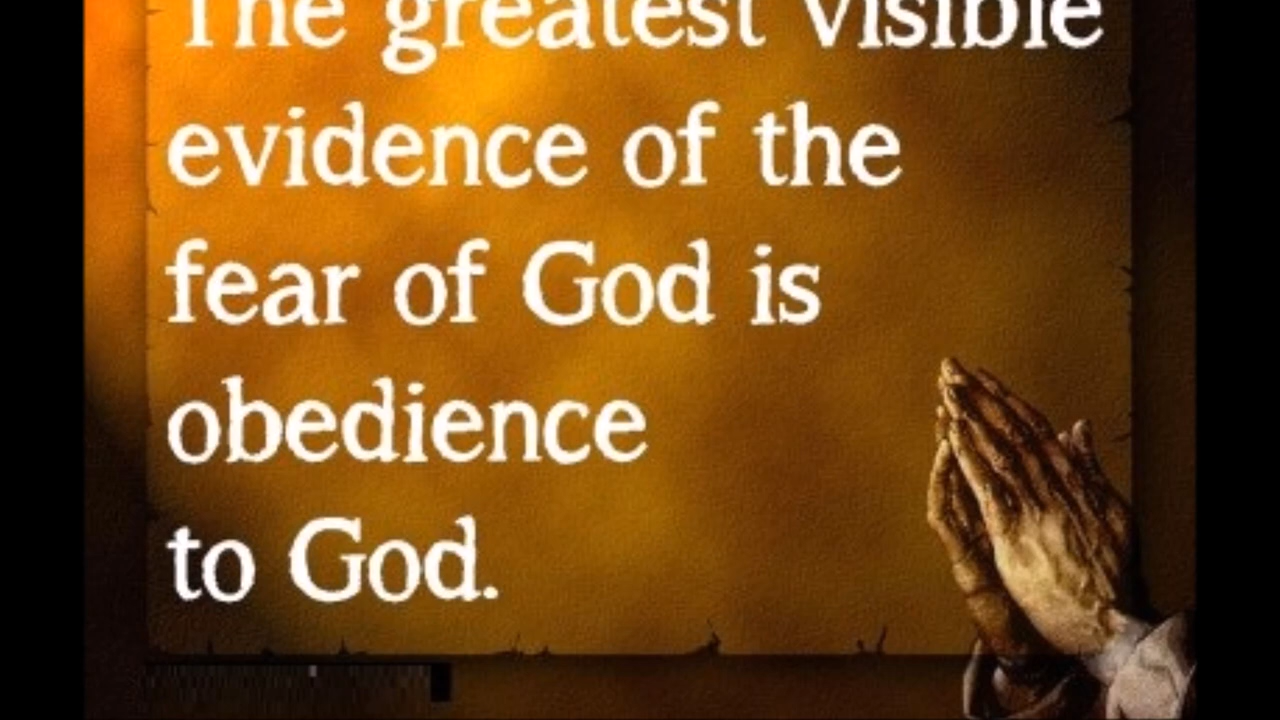 The greatest visible
evidence of the
fear of God is
obedience
to God.